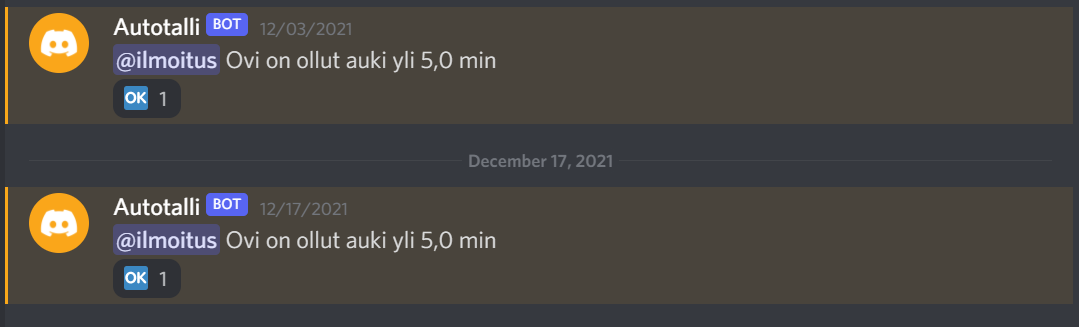 Autotalli BOT 12/03/2021
@ilmoitus Ovi on ollut auki yli 5,0 min
OK 1
December 17, 2021
Autotalli BOT 12/17/2021
@ilmoitus Ovi on ollut auki yli 5,0 min
OK 1